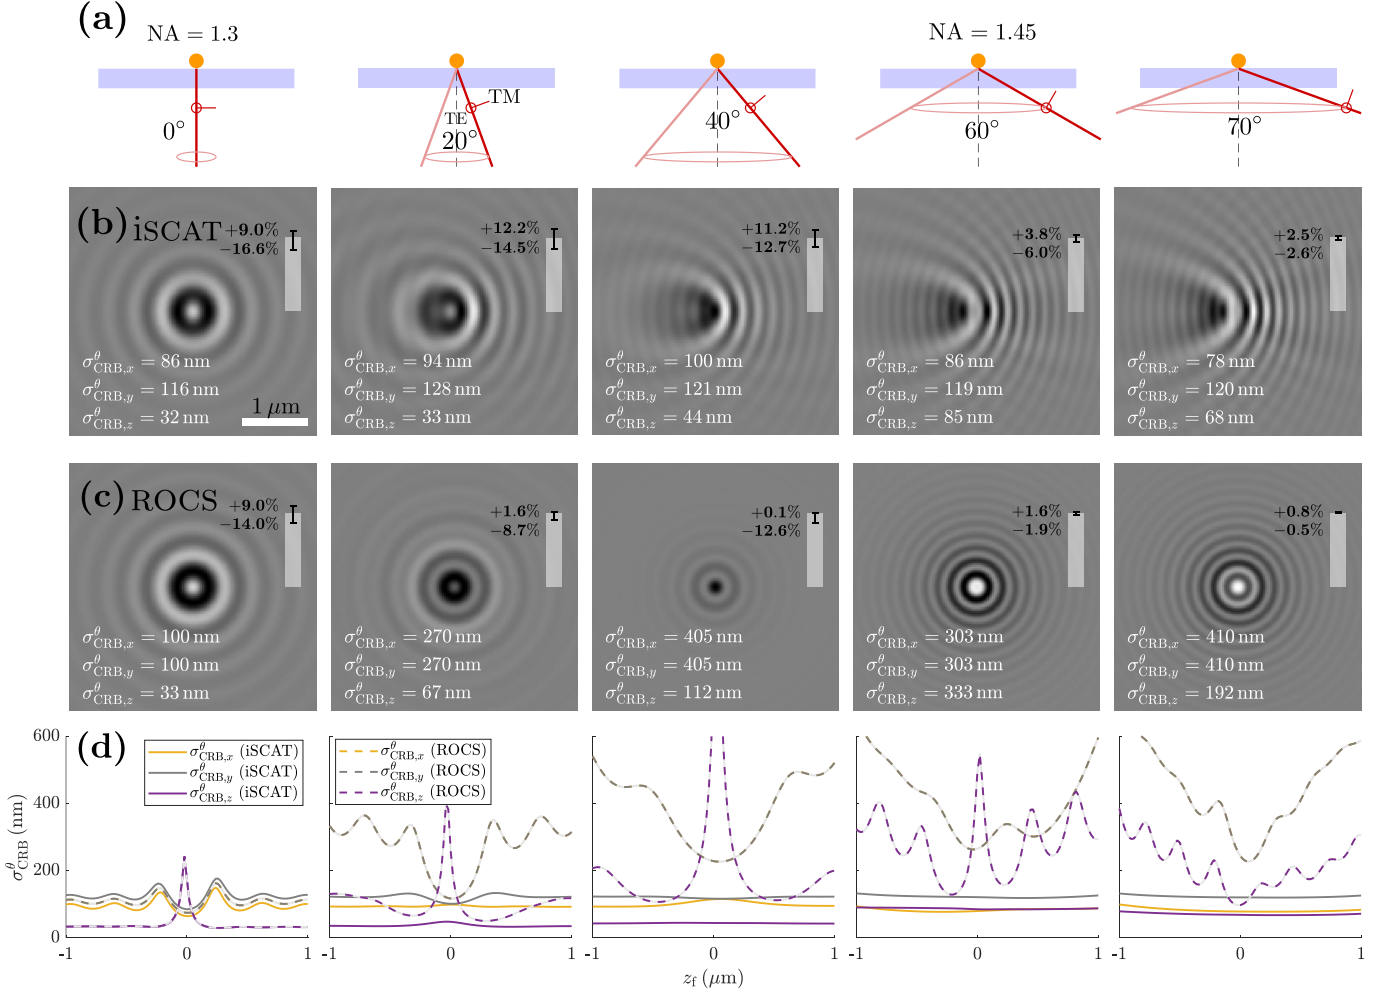 (a)
NA = 1.3
NA = 1.45
TM
TE
0°
20°
40°
60°
70°
(b) iSCAT
+9.0%
−16.6%
σ^θ_CRB,x = 86 nm
σ^θ_CRB,y = 116 nm
σ^θ_CRB,z = 32 nm
1 μm
+12.2%
−14.5%
σ^θ_CRB,x = 94 nm
σ^θ_CRB,y = 128 nm
σ^θ_CRB,z = 33 nm
+11.2%
−12.7%
σ^θ_CRB,x = 100 nm
σ^θ_CRB,y = 121 nm
σ^θ_CRB,z = 44 nm
+3.8%
−6.0%
σ^θ_CRB,x = 86 nm
σ^θ_CRB,y = 119 nm
σ^θ_CRB,z = 85 nm
+2.5%
−2.6%
σ^θ_CRB,x = 78 nm
σ^θ_CRB,y = 120 nm
σ^θ_CRB,z = 68 nm
(c) ROCS
+9.0%
−14.0%
σ^θ_CRB,x = 100 nm
σ^θ_CRB,y = 100 nm
σ^θ_CRB,z = 33 nm
+1.6%
−8.7%
σ^θ_CRB,x = 270 nm
σ^θ_CRB,y = 270 nm
σ^θ_CRB,z = 67 nm
+0.1%
−12.6%
σ^θ_CRB,x = 405 nm
σ^θ_CRB,y = 405 nm
σ^θ_CRB,z = 112 nm
+1.6%
−1.9%
σ^θ_CRB,x = 303 nm
σ^θ_CRB,y = 303 nm
σ^θ_CRB,z = 333 nm
+0.8%
−0.5%
σ^θ_CRB,x = 410 nm
σ^θ_CRB,y = 410 nm
σ^θ_CRB,z = 192 nm
(d)
σ^θ_CRB,x (iSCAT)
σ^θ_CRB,y (iSCAT)
σ^θ_CRB,z (iSCAT)
σ^θ_CRB,x (ROCS)
σ^θ_CRB,y (ROCS)
σ^θ_CRB,z (ROCS)
600
400
200
0
σ^θ_CRB (nm)
-1 0 1
-1 0 1
-1 0 1
-1 0 1
-1 0 1
z_f (μm)